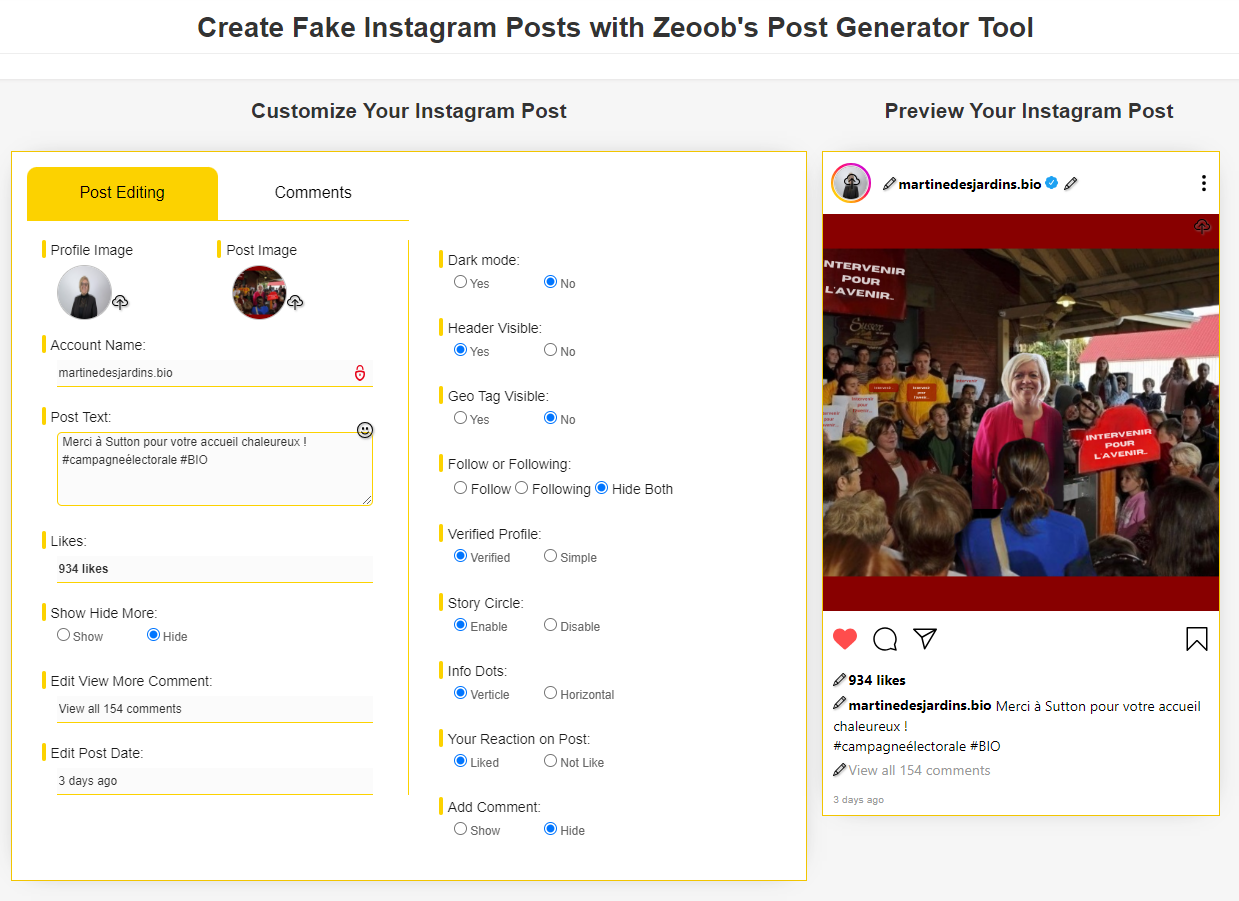 Create Fake Instagram Posts with Zeoob's Post Generator Tool
Customize Your Instagram Post
Preview Your Instagram Post
Post Editing
Comments
Profile Image
Post Image
Account Name:
martinedesjardins.bio
Post Text:
Merci à Sutton pour votre accueil chaleureux !
#campagneélectorale #BIO
Likes:
934 likes
Show Hide More:
Show
Hide
Edit View More Comment:
View all 154 comments
Edit Post Date:
3 days ago
Dark mode:
Yes
No
Header Visible:
Yes
No
Geo Tag Visible:
Yes
No
Follow or Following:
Follow
Following
Hide Both
Verified Profile:
Verified
Simple
Story Circle:
Enable
Disable
Info Dots:
Verticle
Horizontal
Your Reaction on Post:
Liked
Not Like
Add Comment:
Show
Hide
martinedesjardins.bio
INTERVENIR
POUR
L'AVENIR..
INTERVENIR
POUR
L'AVENIR..
934 likes
martinedesjardins.bio Merci à Sutton pour votre accueil
chaleureux !
#campagneélectorale #BIO
View all 154 comments
3 days ago